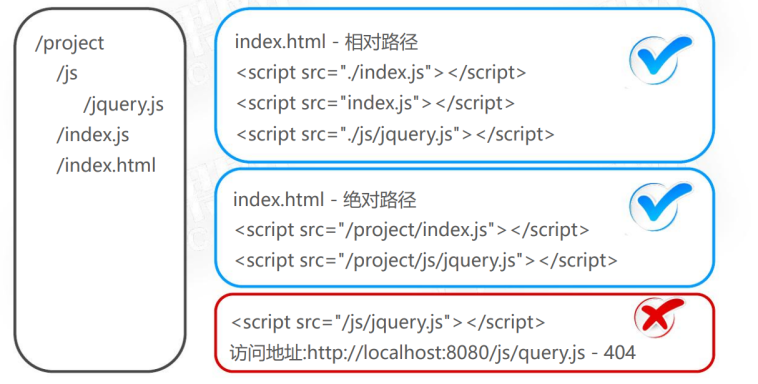 /project
/js
/jquery.js
/index.js
/index.html
index.html - 相对路径
<script src="./index.js"></script>
<script src="index.js"></script>
<script src="./js/jquery.js"></script>
index.html - 绝对路径
<script src="/project/index.js"></script>
<script src="/project/js/jquery.js"></script>
<script src="/js/jquery.js"></script>
访问地址:http://localhost:8080/js/query.js - 404